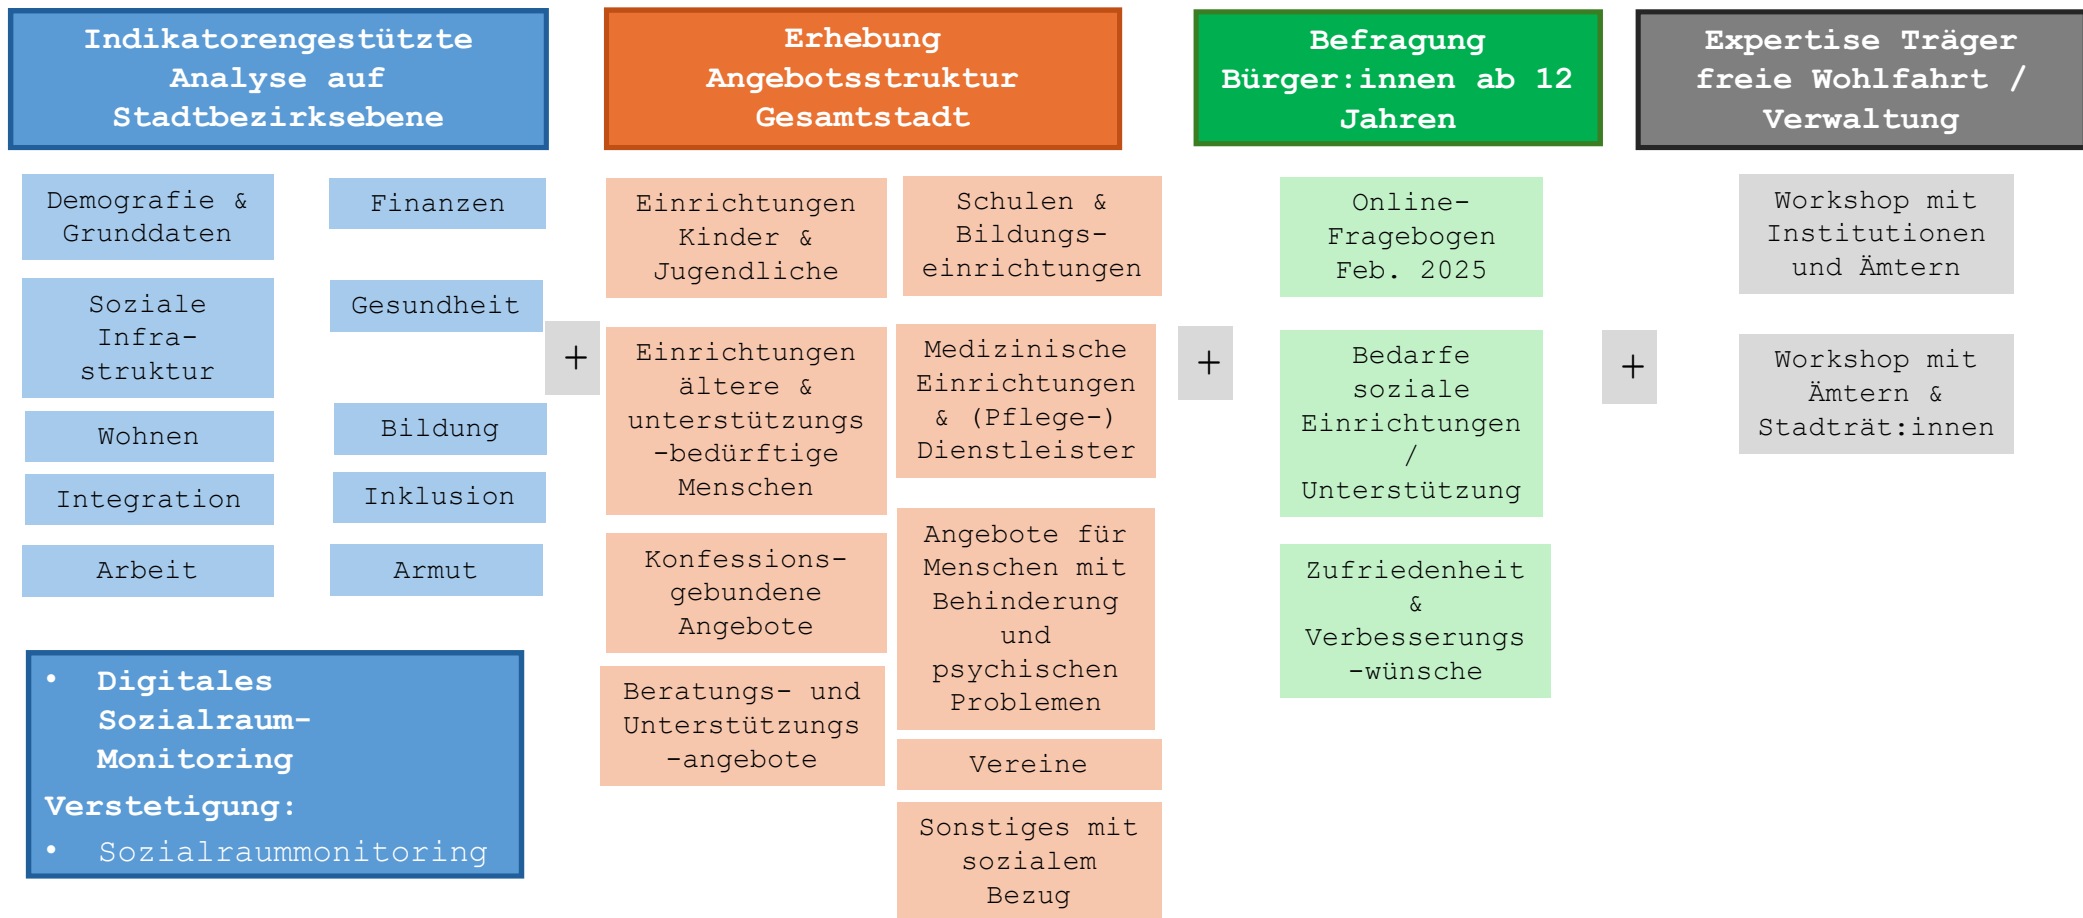 Indikatorengestützte
Analyse auf
Stadtbezirksebene
Demografie &
Grunddaten
Finanzen
Soziale
Infra-
struktur
Gesundheit
Wohnen
Bildung
Integration
Inklusion
Arbeit
Armut
• Digitales
Sozialraum-
Monitoring
Verstetigung:
• Sozialraummonitoring
+
Erhebung
Angebotsstruktur
Gesamtstadt
Einrichtungen
Kinder &
Jugendliche
Schulen &
Bildungs-
einrichtungen
Einrichtungen
ältere &
unterstützungs
-bedürftige
Menschen
Medizinische
Einrichtungen
& (Pflege-)
Dienstleister
Konfessions-
gebundene
Angebote
Angebote für
Menschen mit
Behinderung
und
psychischen
Problemen
Beratungs- und
Unterstützungs
-angebote
Vereine
Sonstiges mit
sozialem
Bezug
+
Befragung
Bürger:innen ab 12
Jahren
Online-
Fragebogen
Feb. 2025
Bedarfe
soziale
Einrichtungen
/
Unterstützung
Zufriedenheit
&
Verbesserungs
-wünsche
+
Expertise Träger
freie Wohlfahrt /
Verwaltung
Workshop mit
Institutionen
und Ämtern
Workshop mit
Ämtern &
Stadträt:innen